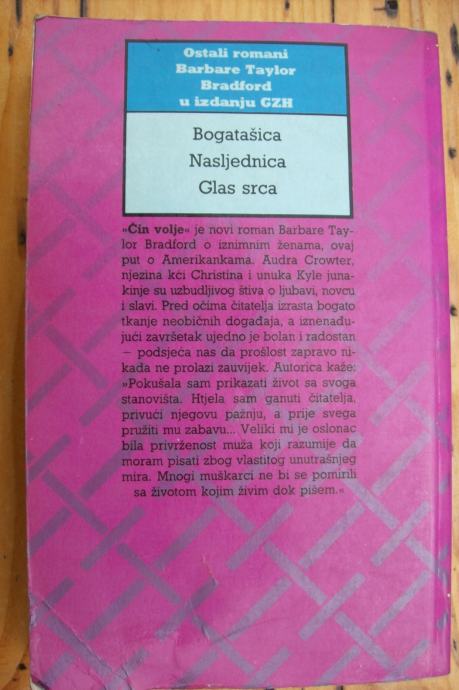 Ostali romani
Barbare Taylor
Bradford
u izdanju GZH
Bogatašica
Nasljednica
Glas srca
»Čin volje« je novi roman Barbare Tay-
lor Bradford o iznimnim ženama, ovaj
put o Amerikankama. Audra Crowter,
njezina kći Christina i unuka Kyle juna-
kinje su uzbudljivog štiva o ljubavi, novcu
i slavi. Pred očima čitatelja izrasta bogato
tkanje neobičnih događaja, a iznenađu-
jući završetak ujedno je bolan i radostan
— podsjeća nas da prošlost zapravo ni-
kada ne prolazi zauvijek. Autorica kaže:
»Pokušala sam prikazati život sa svoga
stanovišta. Htjela sam ganuti čitatelja,
privući njegovu pažnju, a prije svega
pružiti mu zabavu... Veliki mi je oslonac
bila privrženost muža koji razumije da
moram pisati zbog vlastitog unutrašnjeg
mira. Mnogi muškarci ne bi se pomirili
sa životom kojim živim dok pišem.«